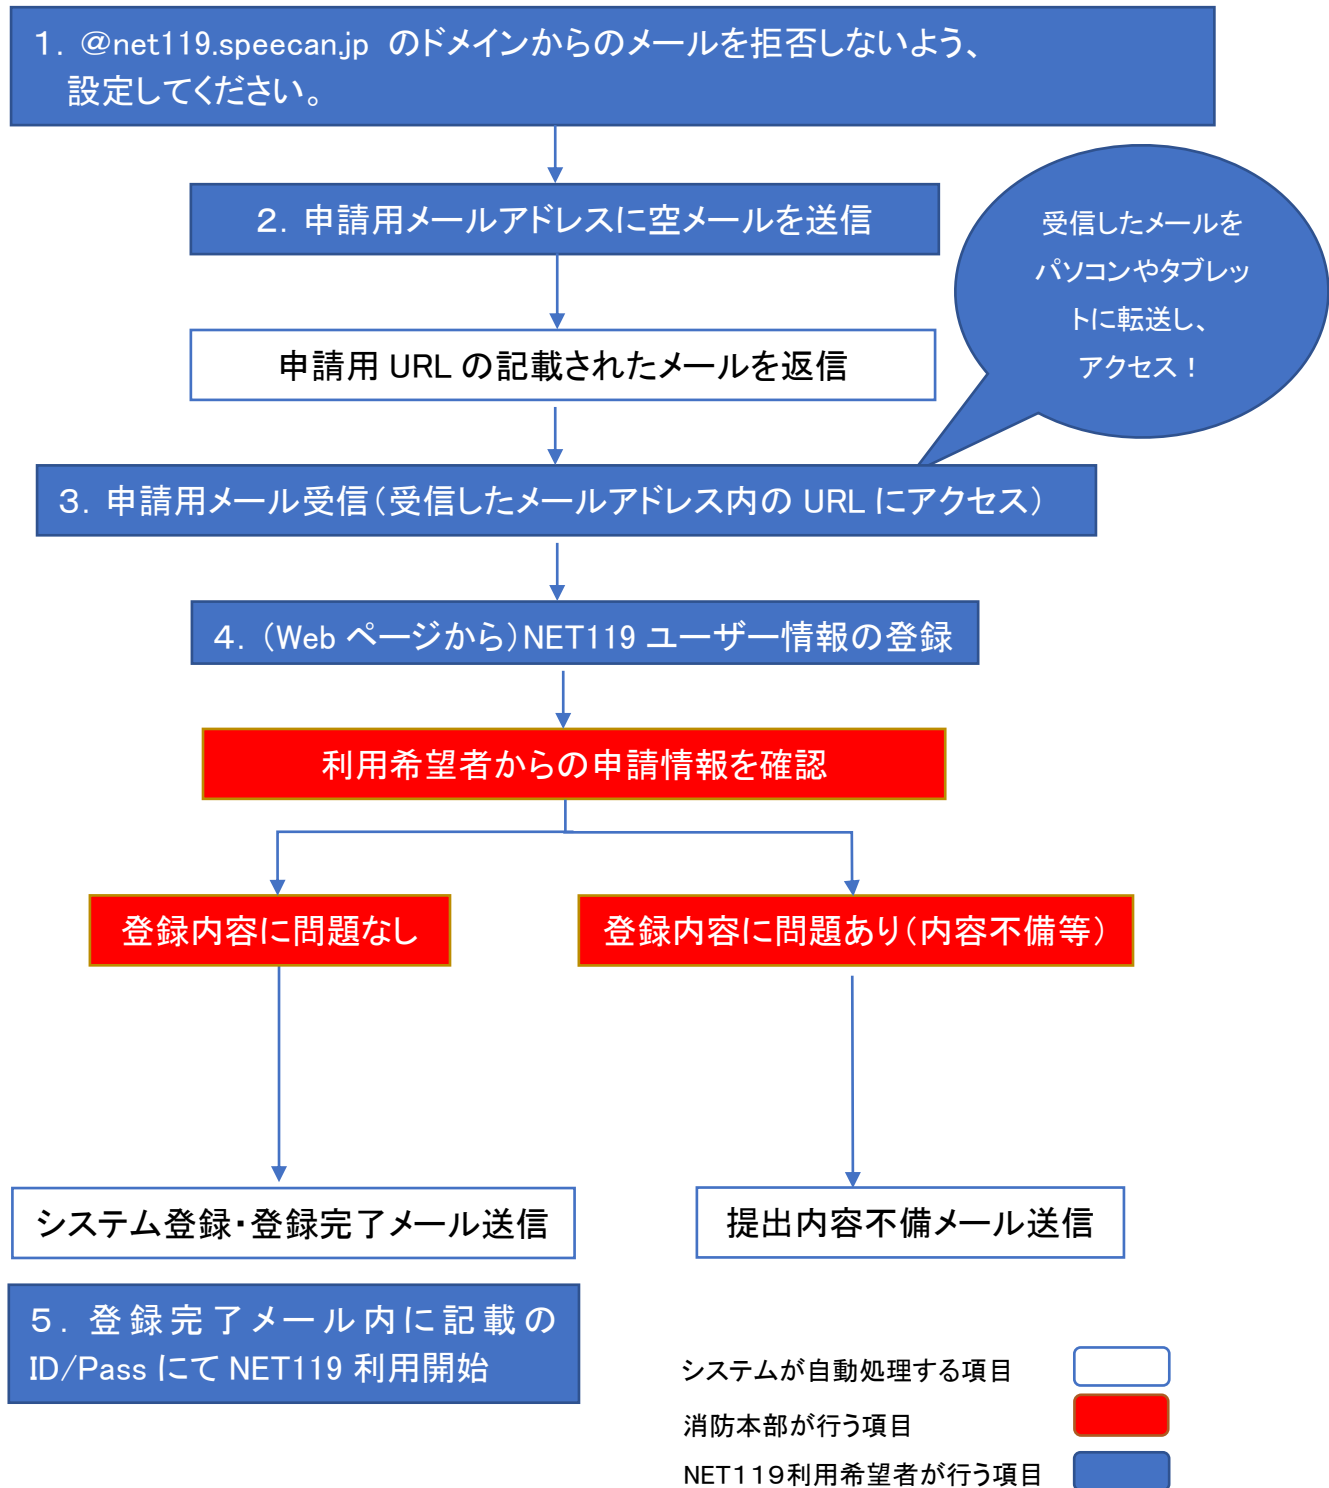 １．＠net119.speecan.jp のドメインからのメールを拒否しないよう、
設定してください。
２．申請用メールアドレスに空メールを送信
受信したメールを
パソコンやタブレッ
トに転送し、
アクセス！
申請用 URL の記載されたメールを返信
３．申請用メール受信（受信したメールアドレス内の URL にアクセス）
４．（Web ページから）NET119 ユーザー情報の登録
利用希望者からの申請情報を確認
登録内容に問題なし
登録内容に問題あり（内容不備等）
システム登録・登録完了メール送信
提出内容不備メール送信
５．登録完了メール内に記載の
ID/Pass にて NET119 利用開始
システムが自動処理する項目
消防本部が行う項目
NET１１９利用希望者が行う項目